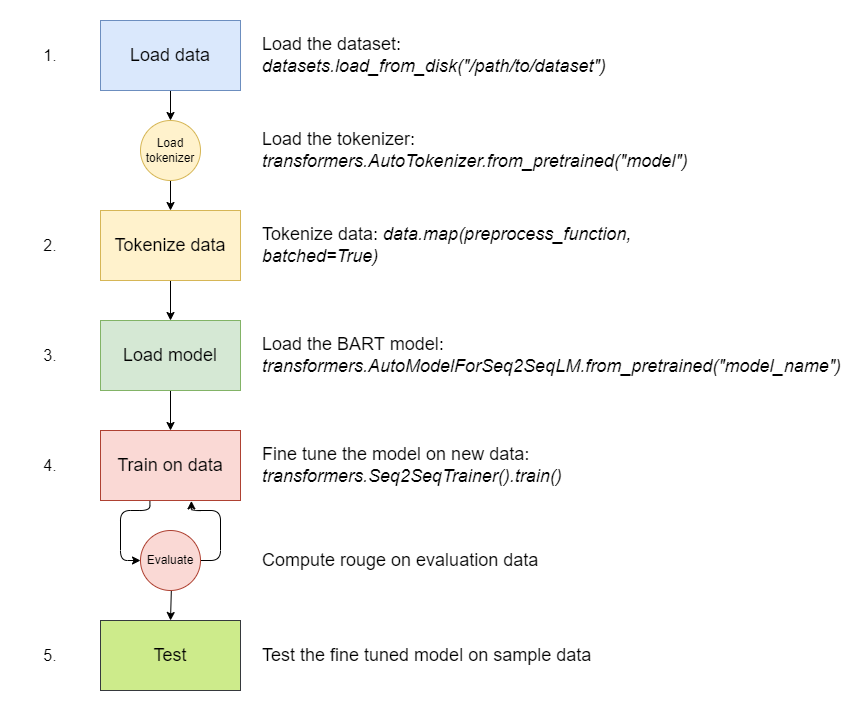 1.
Load data
Load the dataset:
datasets.load_from_disk("/path/to/dataset")
Load
tokenizer
Load the tokenizer:
transformers.AutoTokenizer.from_pretrained("model")
2.
Tokenize data
Tokenize data: data.map(preprocess_function,
batched=True)
3.
Load model
Load the BART model:
transformers.AutoModelForSeq2SeqLM.from_pretrained("model_name")
4.
Train on data
Fine tune the model on new data:
transformers.Seq2SeqTrainer().train()
Evaluate
Compute rouge on evaluation data
5.
Test
Test the fine tuned model on sample data